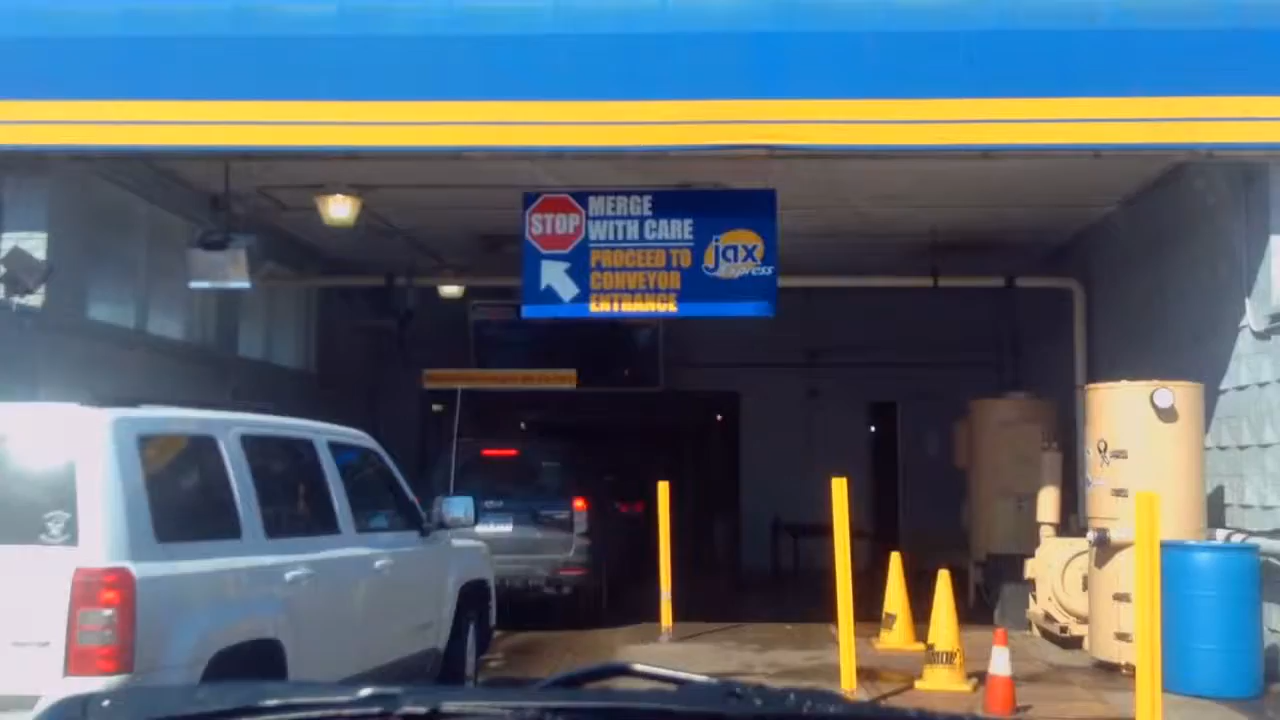 STOP
MERGE
WITH CARE
PROCEED TO
CONVEYOR
ENTRANCE
jax
Express